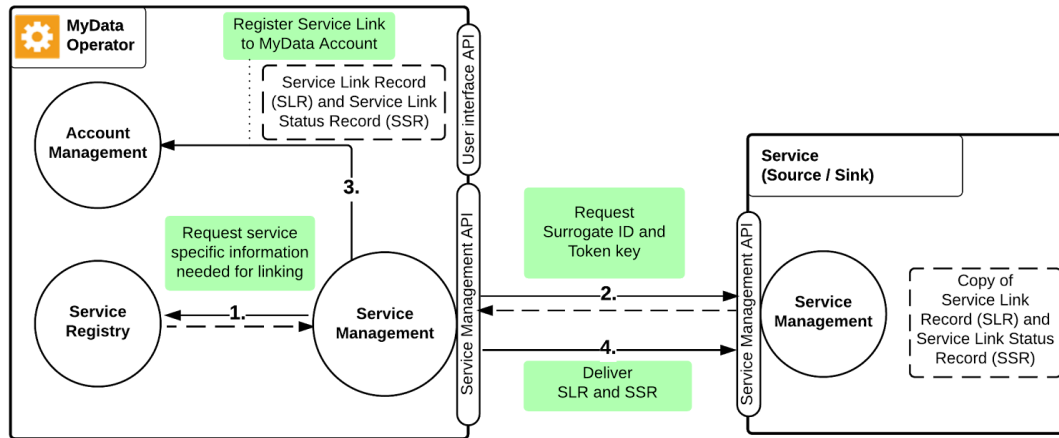 MyData
Operator
Register Service Link
to MyData Account
Service Link Record
(SLR) and Service Link
Status Record (SSR)
User interface API
Account
Management
3.
Service
(Source / Sink)
Request service
specific information
needed for linking
Request
Surrogate ID and
Token key
Service Management API
Service Management API
Service
Registry
1.
Service
Management
2.
Service
Management
Copy of
Service Link
Record (SLR) and
Service Link Status
Record (SSR)
4.
Deliver
SLR and SSR